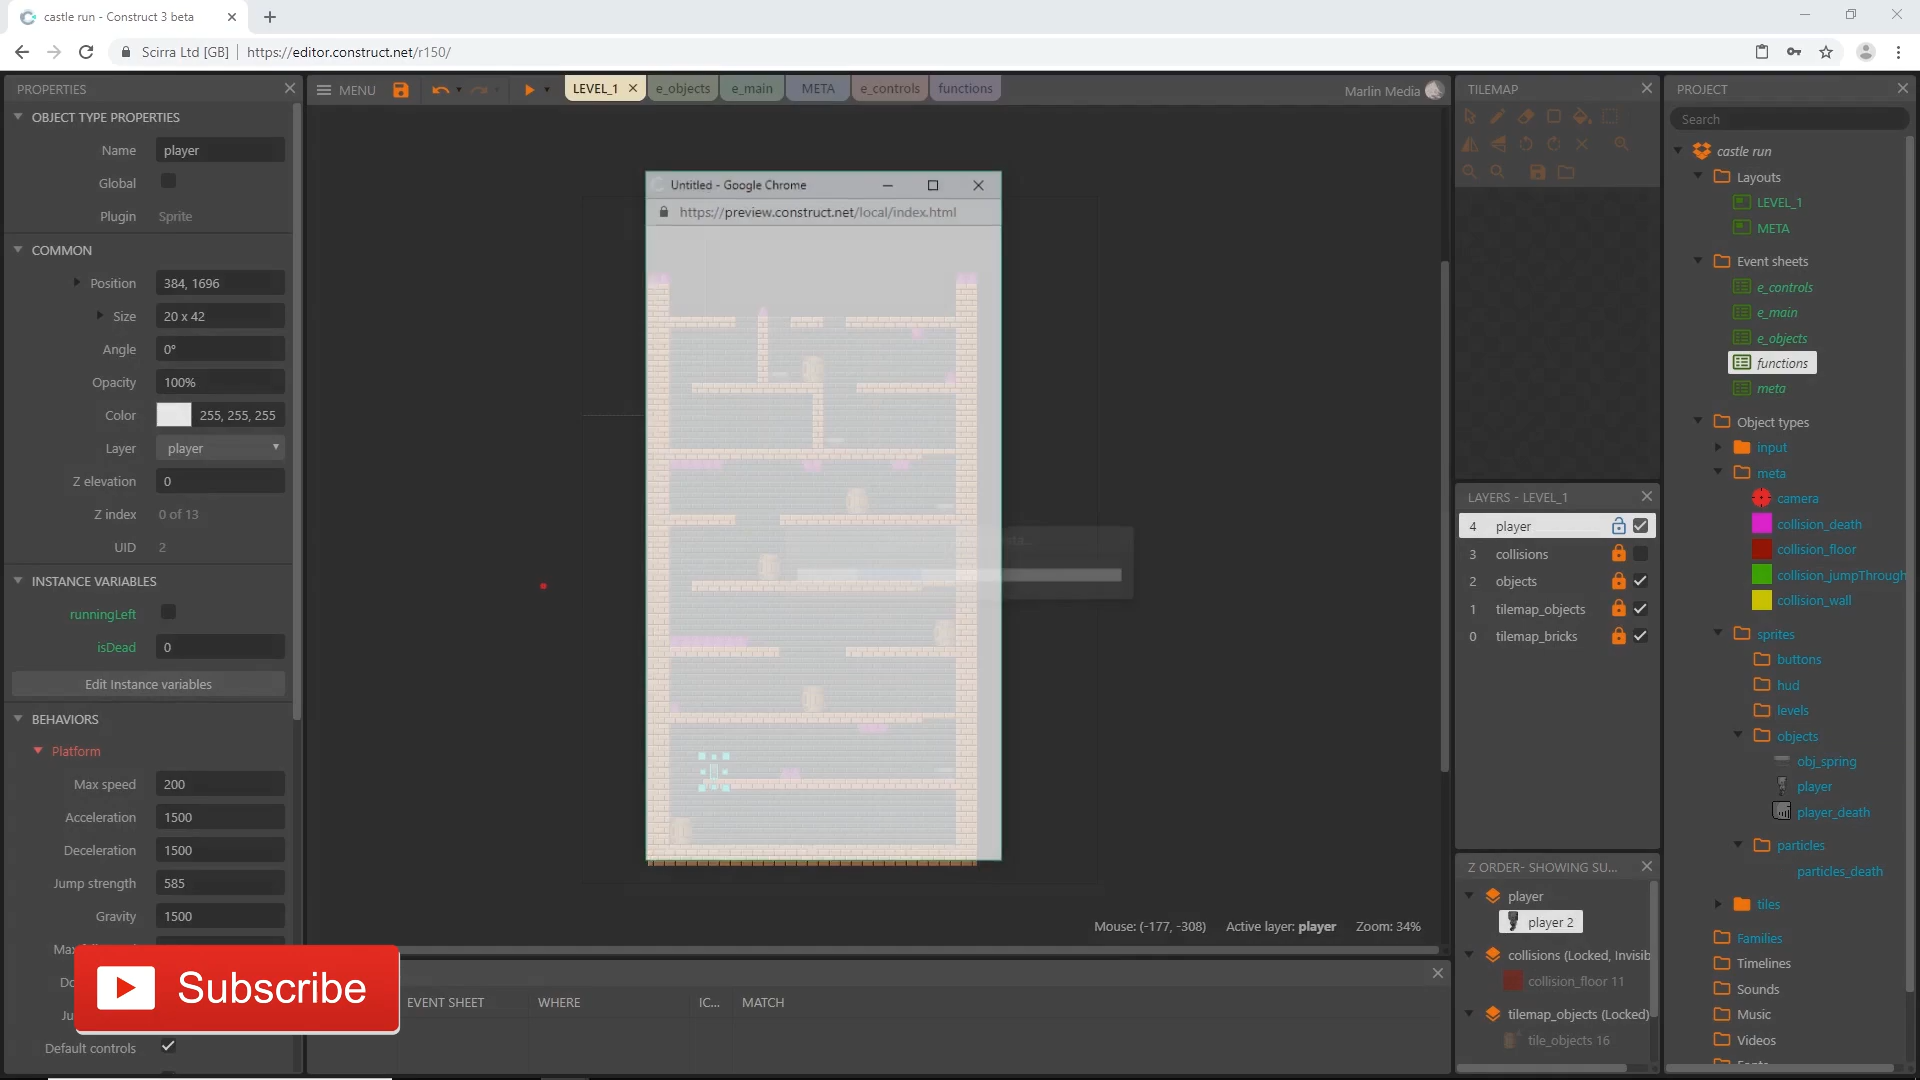 castle run - Construct 3 beta
Scirra Ltd [GB] https://editor.construct.net/r150/
PROPERTIES
OBJECT TYPE PROPERTIES
Name player
Global
Plugin Sprite
COMMON
Position 384, 1696
Size 20 x 42
Angle 0°
Opacity 100%
Color 255, 255, 255
Layer player
Z elevation 0
Z index 0 of 13
UID 2
INSTANCE VARIABLES
runningLeft
isDead 0
Edit Instance variables
BEHAVIORS
Platform
Max speed 200
Acceleration 1500
Deceleration 1500
Jump strength 585
Gravity 1500
Subscribe
Default controls
MENU
LEVEL_1
e_objects
e_main
META
e_controls
functions
Marlin Media
Untitled - Google Chrome
https://preview.construct.net/local/index.html
Mouse: (-177, -308) Active layer: player Zoom: 34%
EVENT SHEET WHERE IC... MATCH
TILEMAP
LAYERS - LEVEL_1
4 player
3 collisions
2 objects
1 tilemap_objects
0 tilemap_bricks
Z ORDER- SHOWING SU...
player
player 2
collisions (Locked, Invisib
collision_floor 11
tilemap_objects (Locked)
tile_objects 16
PROJECT
Search
castle run
Layouts
LEVEL_1
META
Event sheets
e_controls
e_main
e_objects
functions
meta
Object types
input
meta
camera
collision_death
collision_floor
collision_jumpThrough
collision_wall
sprites
buttons
hud
levels
objects
obj_spring
player
player_death
particles
particles_death
tiles
Families
Timelines
Sounds
Music
Videos